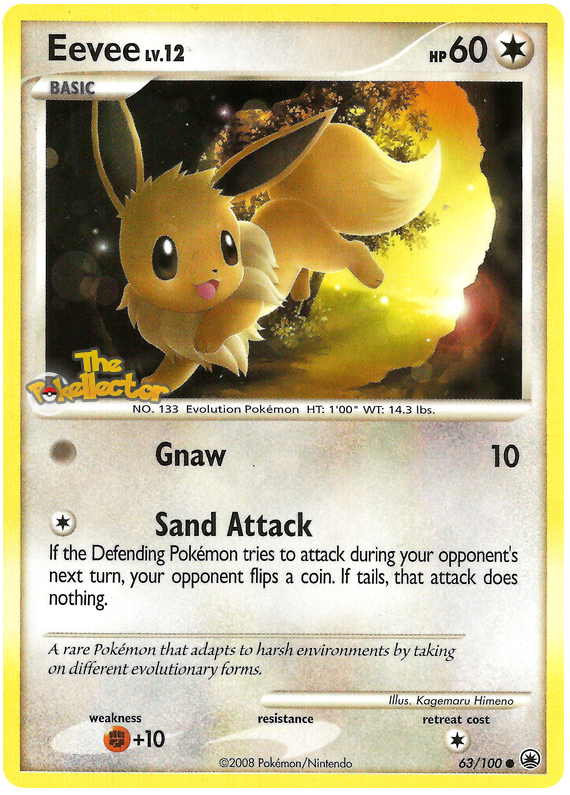 Eevee LV.12
HP 60
BASIC
The
Pokellector
NO. 133 Evolution Pokémon HT: 1'00" WT: 14.3 lbs.
Gnaw 10
Sand Attack
If the Defending Pokémon tries to attack during your opponent's
next turn, your opponent flips a coin. If tails, that attack does
nothing.
A rare Pokémon that adapts to harsh environments by taking
on different evolutionary forms.
Illus. Kagemaru Himeno
weakness resistance retreat cost
+10
©2008 Pokémon/Nintendo
63/100